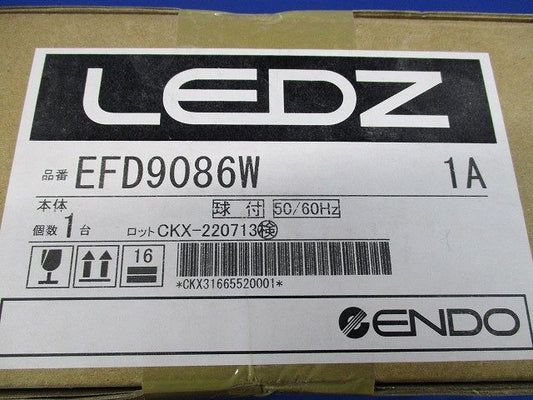 LEDZ
品番 EFD9086W 1A
本体 球付 50/60Hz
個数 1台 ロット CKX-220713 検
16
*CKX31665520001*
ENDO